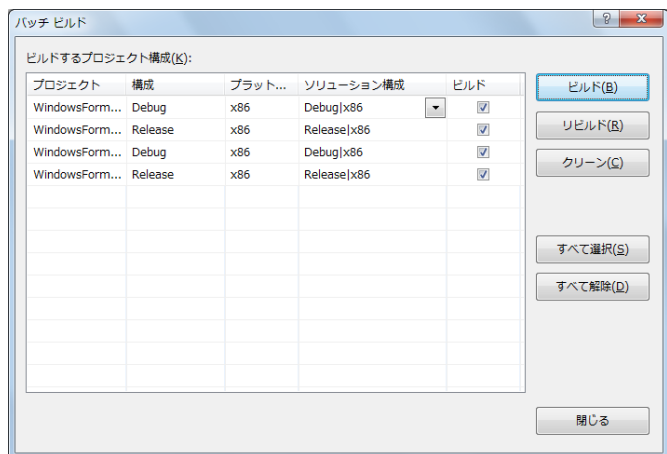 バッチ ビルド
ビルドするプロジェクト構成(K):
プロジェクト 構成 プラット... ソリューション構成 ビルド
WindowsForm... Debug x86 Debug|x86
WindowsForm... Release x86 Release|x86
WindowsForm... Debug x86 Debug|x86
WindowsForm... Release x86 Release|x86
ビルド(B)
リビルド(R)
クリーン(C)
すべて選択(S)
すべて解除(D)
閉じる